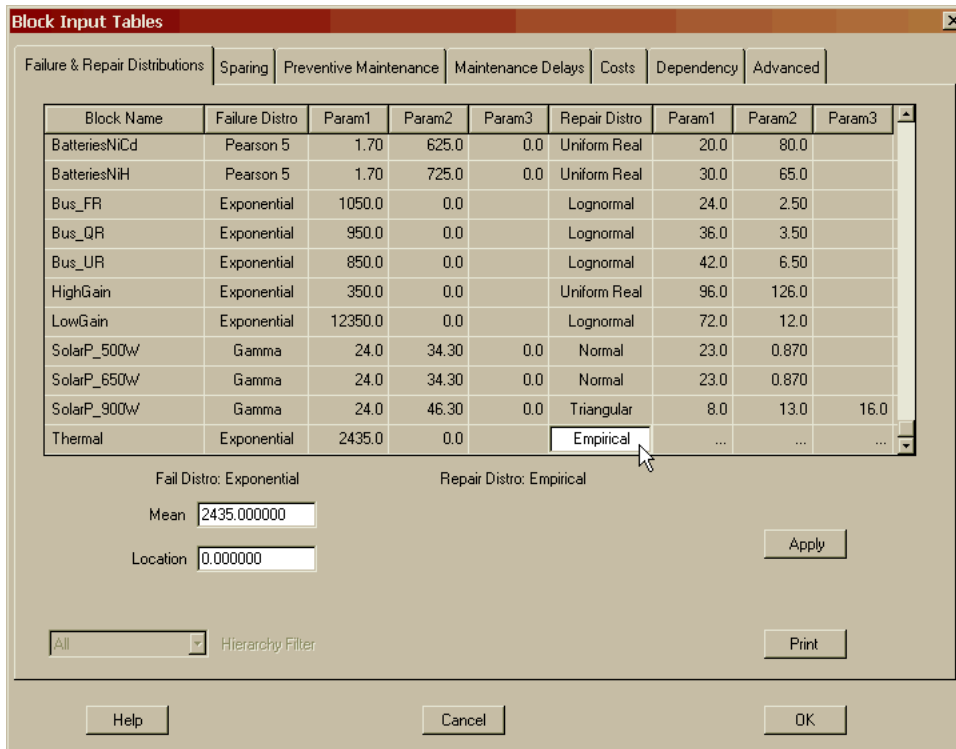 Block Input Tables
Failure & Repair Distributions Sparing Preventive Maintenance Maintenance Delays Costs Dependency Advanced
Block Name Failure Distro Param1 Param2 Param3 Repair Distro Param1 Param2 Param3
BatteriesNiCd Pearson 5 1.70 625.0 0.0 Uniform Real 20.0 80.0
BatteriesNiH Pearson 5 1.70 725.0 0.0 Uniform Real 30.0 65.0
Bus_FR Exponential 1050.0 0.0 Lognormal 24.0 2.50
Bus_QR Exponential 950.0 0.0 Lognormal 36.0 3.50
Bus_UR Exponential 850.0 0.0 Lognormal 42.0 6.50
HighGain Exponential 350.0 0.0 Uniform Real 96.0 126.0
LowGain Exponential 12350.0 0.0 Lognormal 72.0 12.0
SolarP_500W Gamma 24.0 34.30 0.0 Normal 23.0 0.870
SolarP_650W Gamma 24.0 34.30 0.0 Normal 23.0 0.870
SolarP_900W Gamma 24.0 46.30 0.0 Triangular 8.0 13.0 16.0
Thermal Exponential 2435.0 0.0 Empirical ... ... ...
Fail Distro: Exponential Repair Distro: Empirical
Mean 2435.000000
Location 0.000000
Apply
All Hierarchy Filter
Print
Help Cancel OK